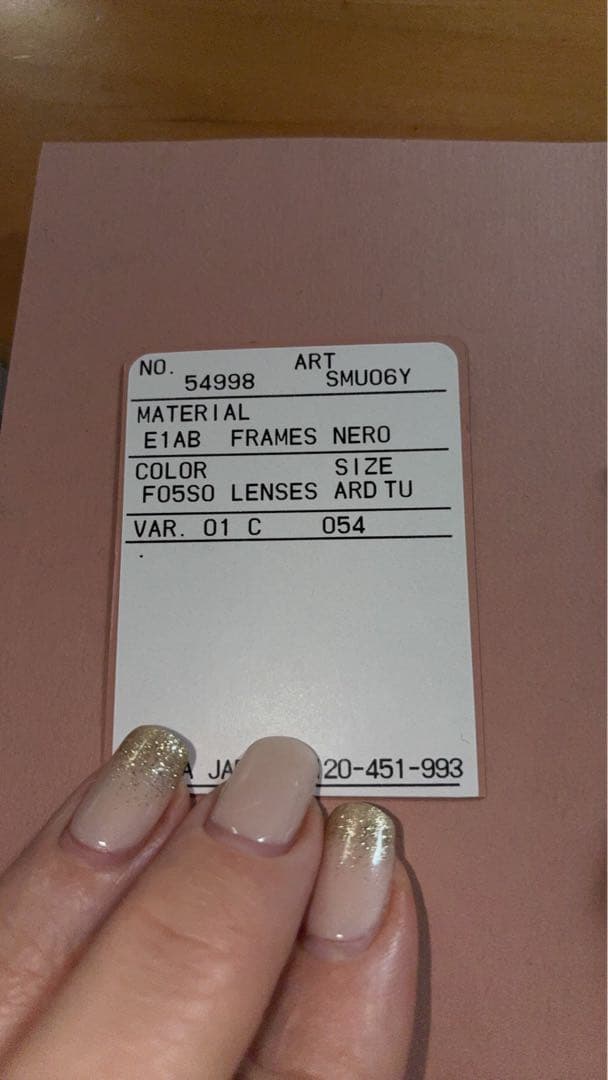 NO. ART
54998 SMU06Y
MATERIAL
E1AB FRAMES NERO
COLOR SIZE
F05S0 LENSES ARD TU
VAR. 01 C 054
20-451-993